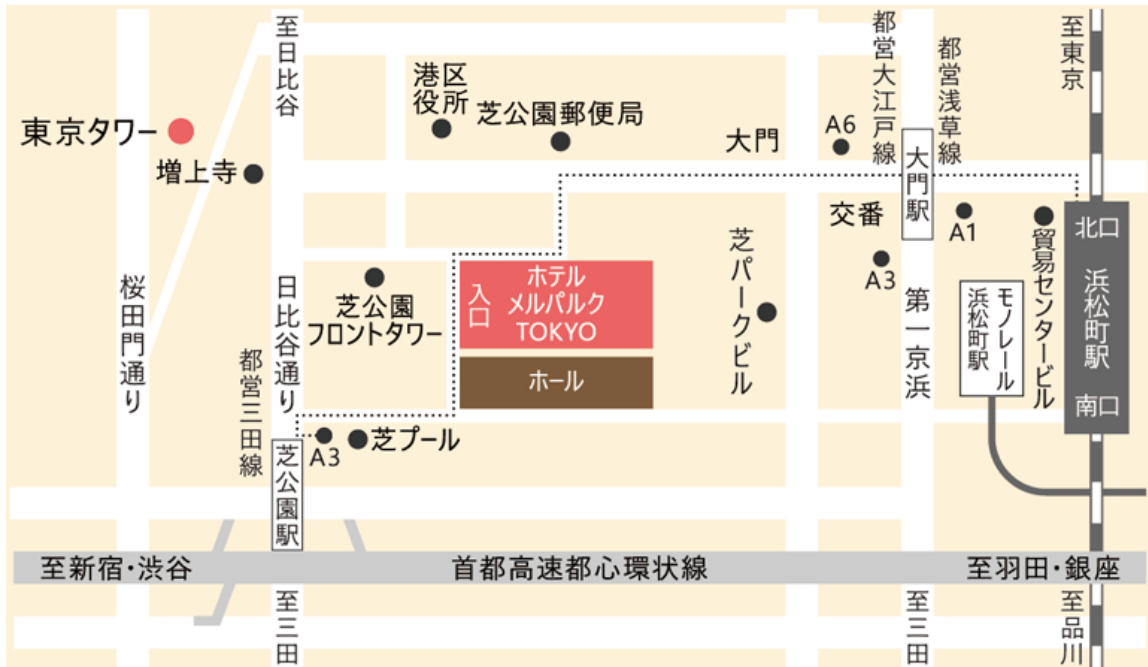 至日比谷
都営大江戸線
都営浅草線
至東京
港区
役所
芝公園郵便局
東京タワー
増上寺
大門
A6
大門駅
交番
A1
A3
北口
浜松町駅
南口
貿易センタービル
モノレール
浜松町駅
第一京浜
芝パークビル
ホテル
メルパルク
TOKYO
入口
ホール
芝公園
フロントタワー
日比谷通り
桜田門通り
都営三田線
A3
芝プール
芝公園駅
至新宿・渋谷
首都高速都心環状線
至羽田・銀座
至三田
至三田
至品川